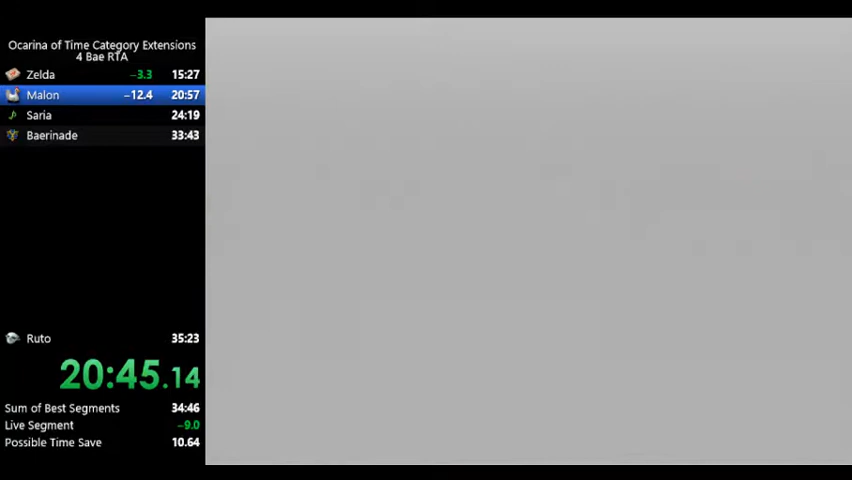 Ocarina of Time Category Extensions
4 Bae RTA
Zelda −3.3 15:27
Malon −12.4 20:57
Saria 24:19
Baerinade 33:43
Ruto 35:23
20:45.14
Sum of Best Segments 34:46
Live Segment −9.0
Possible Time Save 10.64